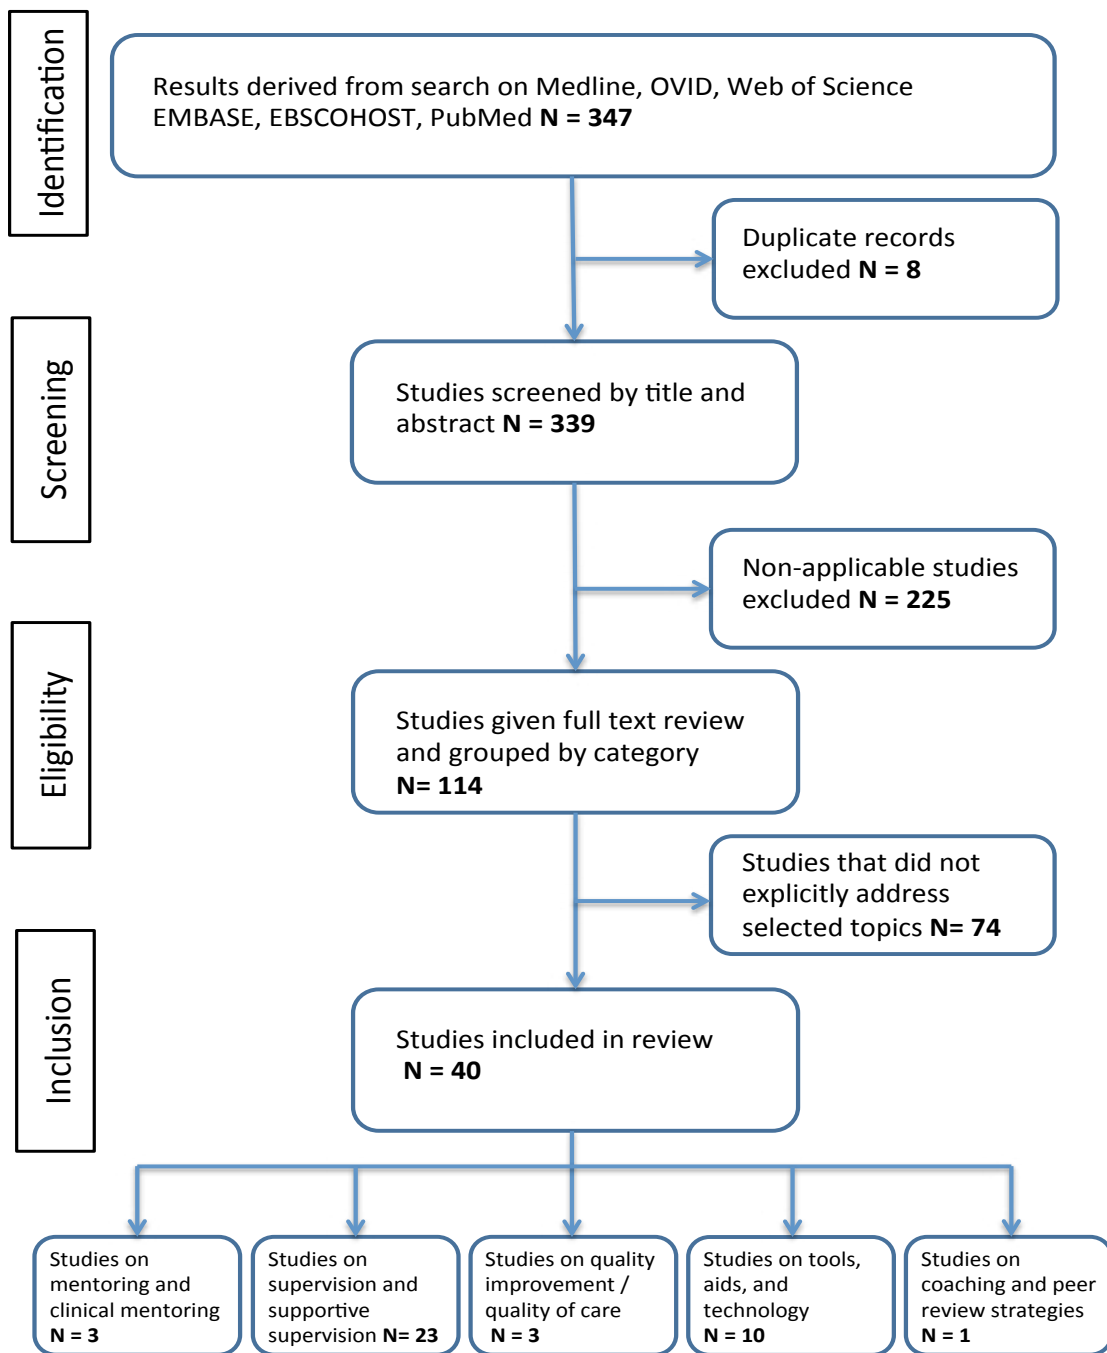 Identification
Results derived from search on Medline, OVID, Web of Science
EMBASE, EBSCOHOST, PubMed N = 347
Duplicate records
excluded N = 8
Screening
Studies screened by title and
abstract N = 339
Non-applicable studies
excluded N = 225
Eligibility
Studies given full text review
and grouped by category
N= 114
Studies that did not
explicitly address
selected topics N= 74
Inclusion
Studies included in review
N = 40
Studies on
mentoring and
clinical mentoring
N = 3
Studies on
supervision and
supportive
supervision N= 23
Studies on quality
improvement /
quality of care
N = 3
Studies on tools,
aids, and
technology
N = 10
Studies on
coaching and peer
review strategies
N = 1